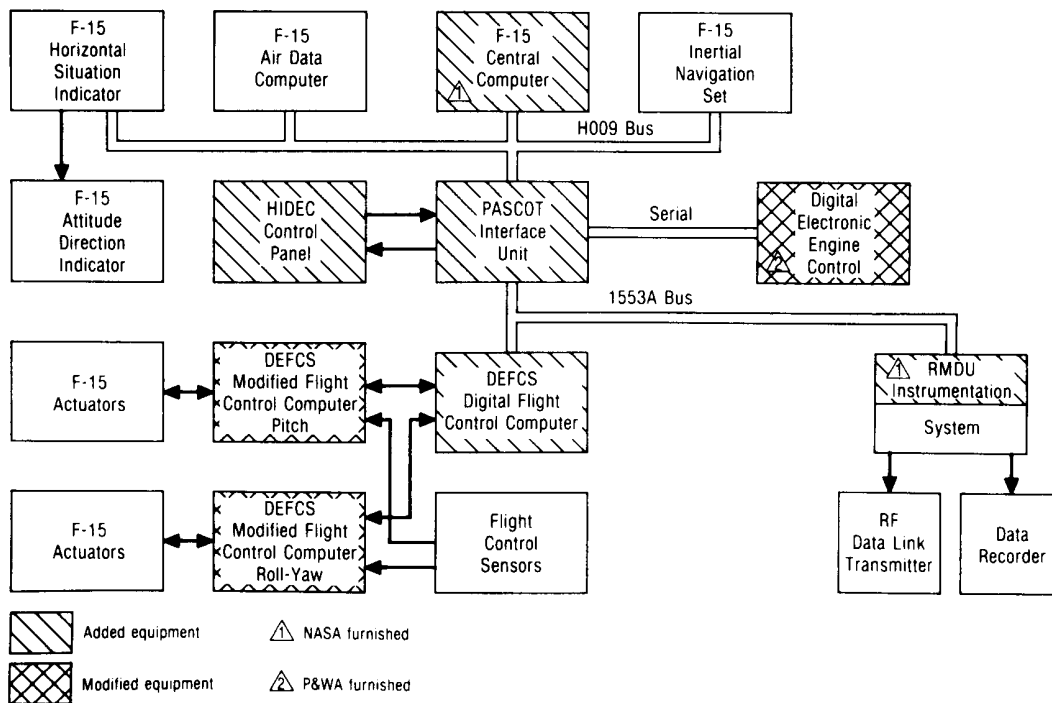 F-15
Horizontal
Situation
Indicator
F-15
Air Data
Computer
F-15
Central
Computer
1
F-15
Inertial
Navigation
Set
H009 Bus
F-15
Attitude
Direction
Indicator
HIDEC
Control
Panel
PASCOT
Interface
Unit
Serial
Digital
Electronic
Engine
Control
2
1553A Bus
F-15
Actuators
DEFCS
Modified Flight
Control Computer
Pitch
DEFCS
Digital Flight
Control Computer
1
RMDU
Instrumentation
System
F-15
Actuators
DEFCS
Modified Flight
Control Computer
Roll-Yaw
Flight
Control
Sensors
RF
Data Link
Transmitter
Data
Recorder
Added equipment
1 NASA furnished
Modified equipment
2 P&WA furnished